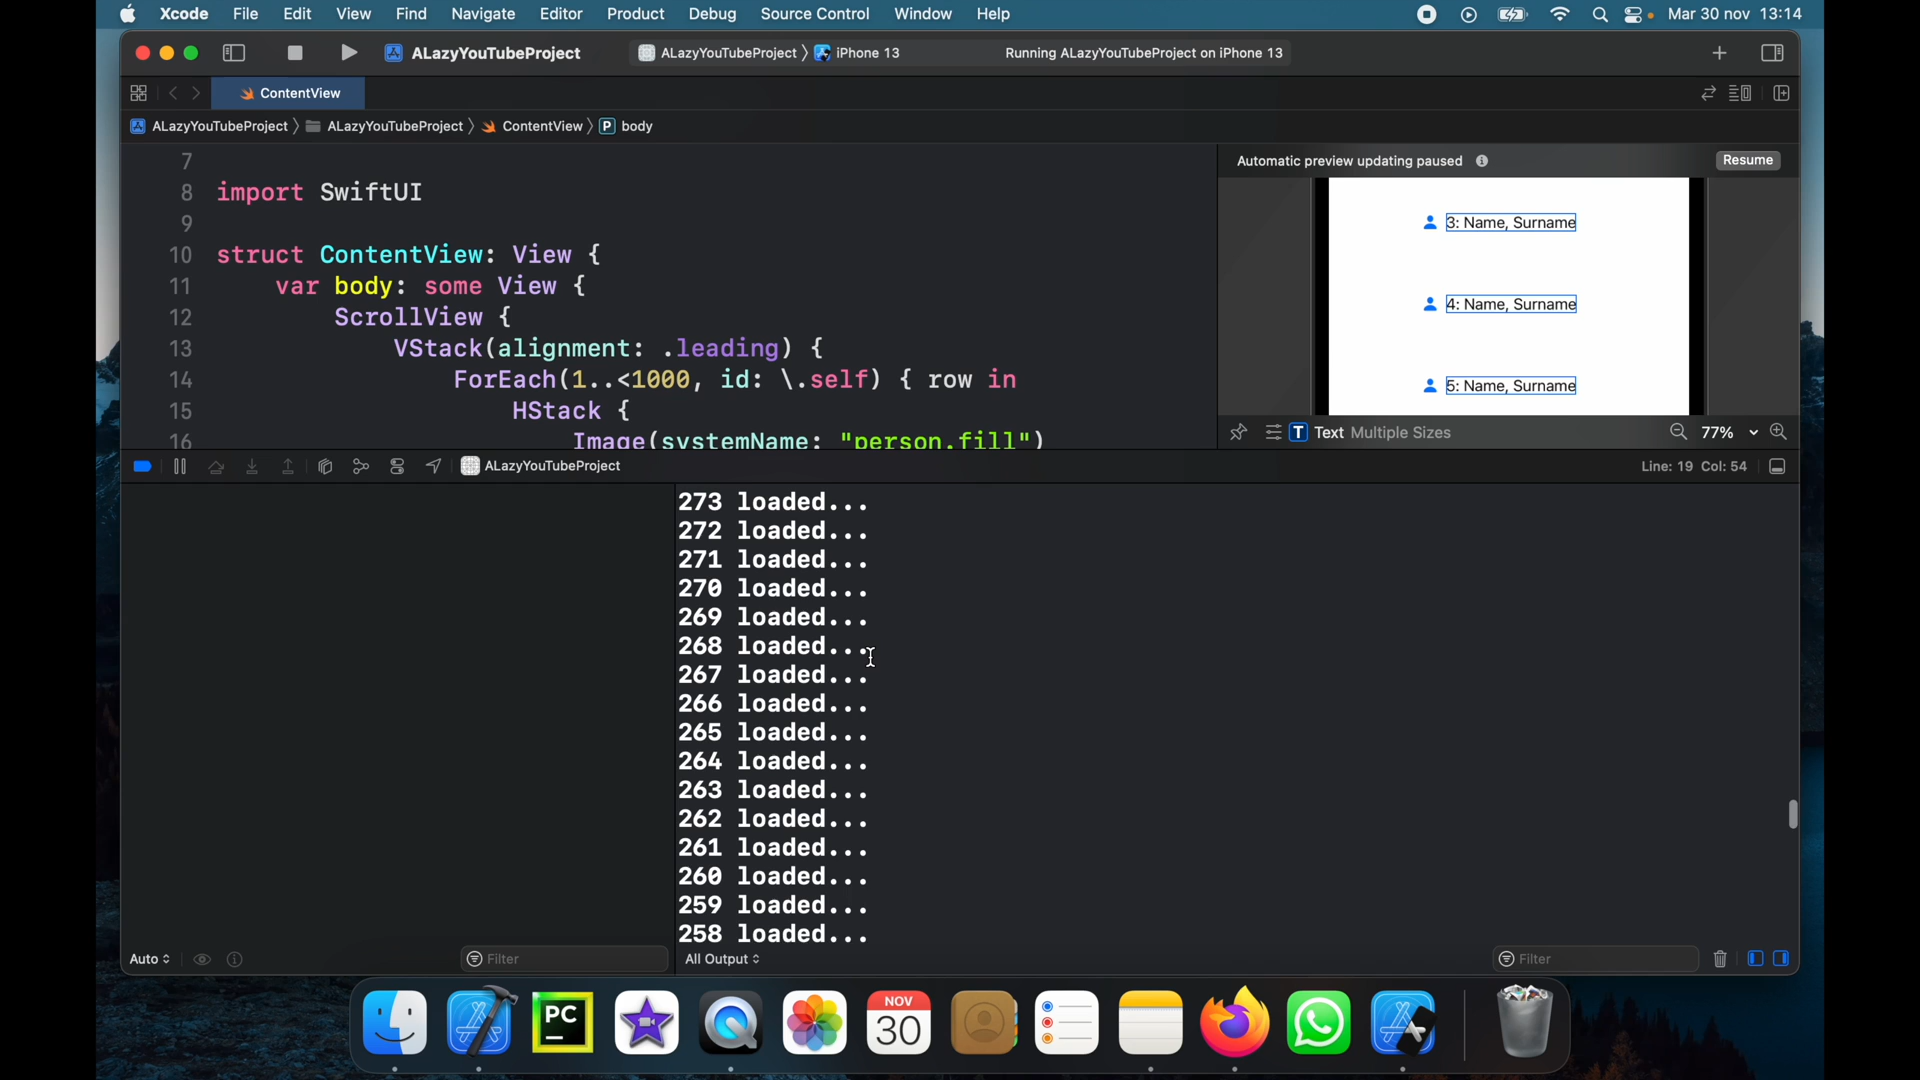 Xcode File Edit View Find Navigate Editor Product Debug Source Control Window Help Mar 30 nov 13:14
ALazyYouTubeProject ALazyYouTubeProject 〉 iPhone 13 Running ALazyYouTubeProject on iPhone 13
ContentView
ALazyYouTubeProject 〉 ALazyYouTubeProject 〉 ContentView 〉 P body
7
8 import SwiftUI
9
10 struct ContentView: View {
11 var body: some View {
12 ScrollView {
13 VStack(alignment: .leading) {
14 ForEach(1..<1000, id: \.self) { row in
15 HStack {
16 Image(systemName: "person.fill")
Automatic preview updating paused Resume
3: Name, Surname
4: Name, Surname
5: Name, Surname
T Text Multiple Sizes 77%
ALazyYouTubeProject Line: 19 Col: 54
273 loaded...
272 loaded...
271 loaded...
270 loaded...
269 loaded...
268 loaded...
267 loaded...
266 loaded...
265 loaded...
264 loaded...
263 loaded...
262 loaded...
261 loaded...
260 loaded...
259 loaded...
258 loaded...
Auto Filter All Output Filter
PC
NOV
30